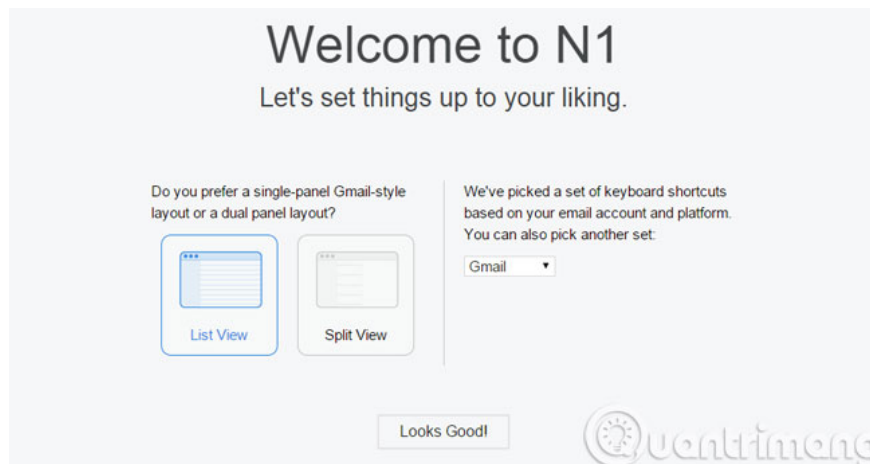 Welcome to N1
Let's set things up to your liking.
Do you prefer a single-panel Gmail-style
layout or a dual panel layout?
List View
Split View
We've picked a set of keyboard shortcuts
based on your email account and platform.
You can also pick another set:
Gmail
Looks Good!
Quantrimang